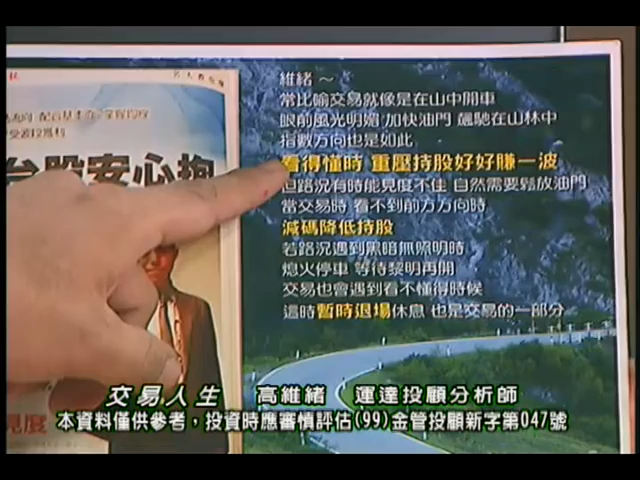 維緒～
常比喻交易就像是在山中開車
眼前風光明媚 加快油門 飆馳在山林中
指數方向也是如此
看得懂時 重壓持股好好賺一波
但路況有時能見度不佳 自然需要鬆放油門
當交易時 看不到前方方向時
減碼降低持股
若路況遇到黑暗無照明時
熄火停車 等待黎明再開
交易也會遇到看不懂得時候
這時暫時退場休息 也是交易的一部分
台股安心抱
見度
交易人生 高維緒 運達投顧分析師
本資料僅供參考，投資時應審慎評估(99)金管投顧新字第047號